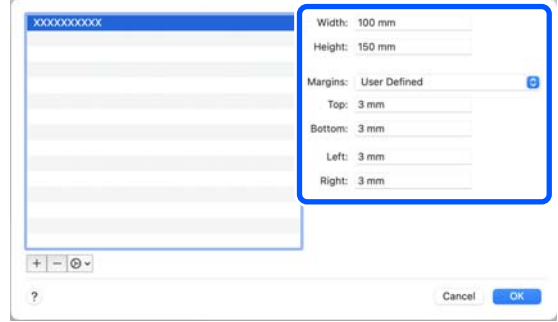 XXXXXXXXXX
Width: 100 mm
Height: 150 mm
Margins: User Defined
Top: 3 mm
Bottom: 3 mm
Left: 3 mm
Right: 3 mm
+ −
? Cancel OK